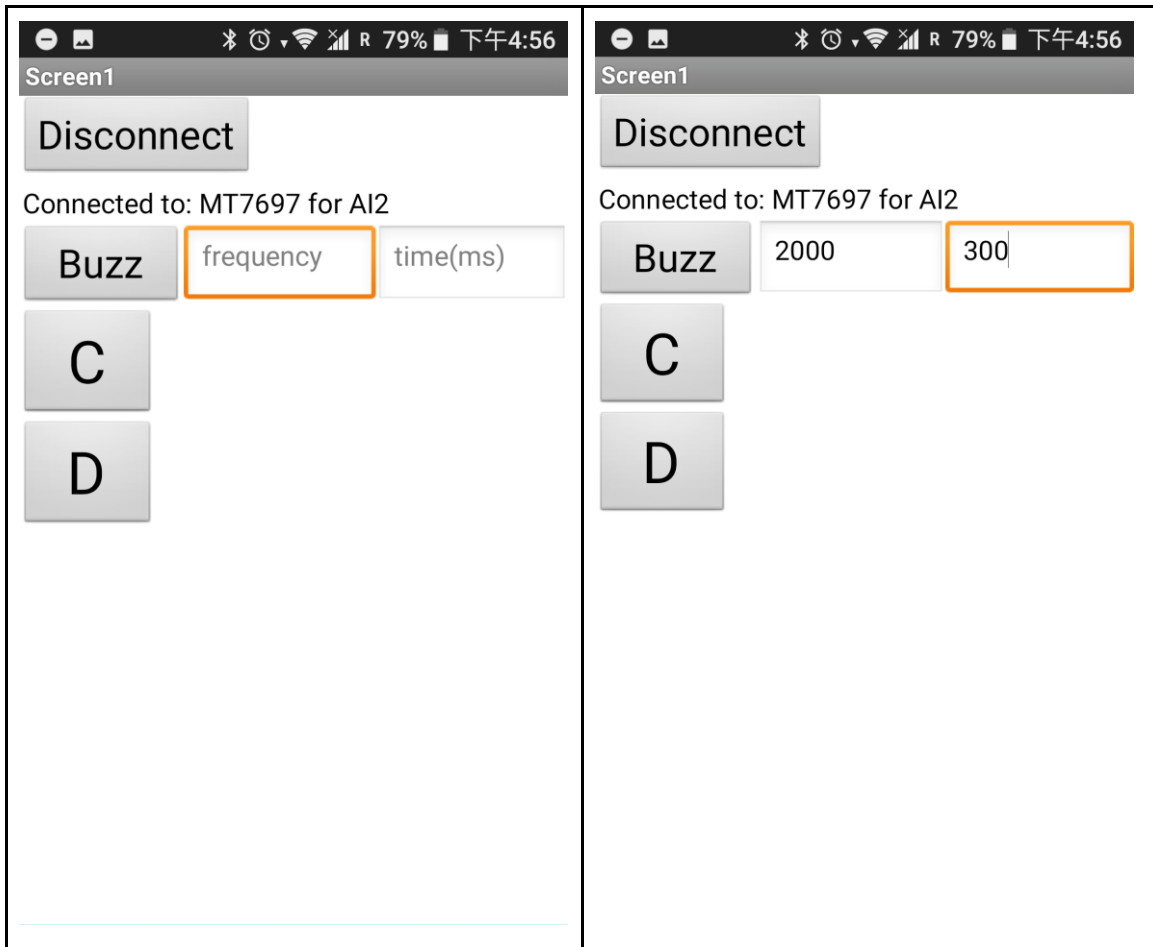 R 79% 下午4:56
Screen1
Disconnect
Connected to: MT7697 for AI2
Buzz frequency time(ms)
C
D
R 79% 下午4:56
Screen1
Disconnect
Connected to: MT7697 for AI2
Buzz 2000 300
C
D